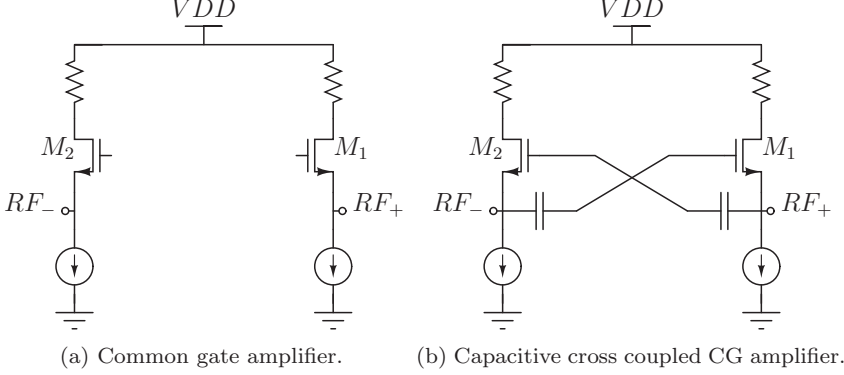 VDD
VDD
M₂
M₁
M₂
M₁
RF₋
RF₊
RF₋
RF₊
(a) Common gate amplifier.
(b) Capacitive cross coupled CG amplifier.